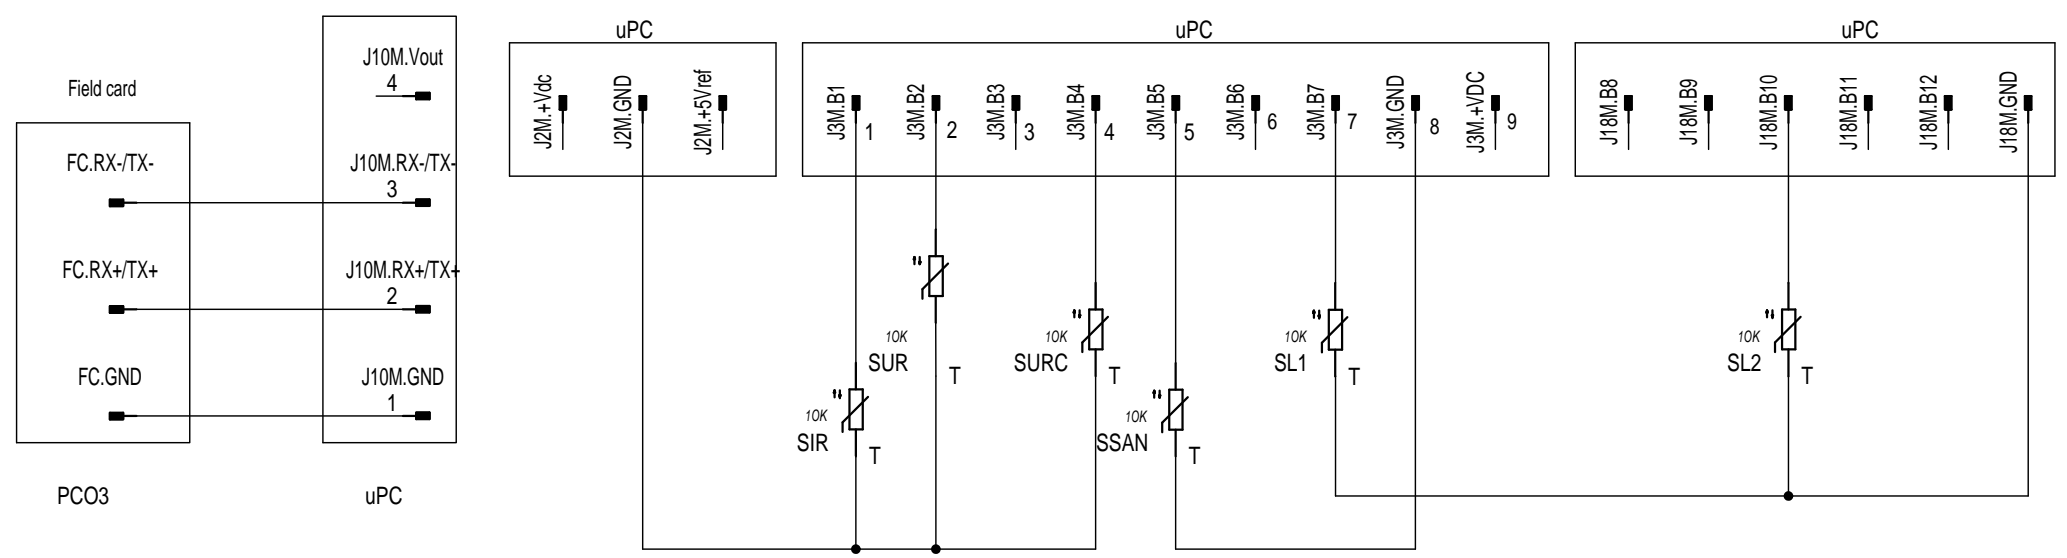 Field card
PCO3
FC.RX-/TX-
FC.RX+/TX+
FC.GND
J10M.Vout
4
J10M.RX-/TX-
3
J10M.RX+/TX+
2
J10M.GND
1
uPC
uPC
J2M.+Vdc
J2M.GND
J2M.+5Vref
uPC
J3M.B1
1
J3M.B2
2
J3M.B3
3
J3M.B4
4
J3M.B5
5
J3M.B6
6
J3M.B7
7
J3M.GND
8
J3M.+VDC
9
uPC
J18M.B8
J18M.B9
J18M.B10
J18M.B11
J18M.B12
J18M.GND
10K
SIR
T
10K
SUR
T
10K
SURC
T
10K
SSAN
T
10K
SL1
T
10K
SL2
T